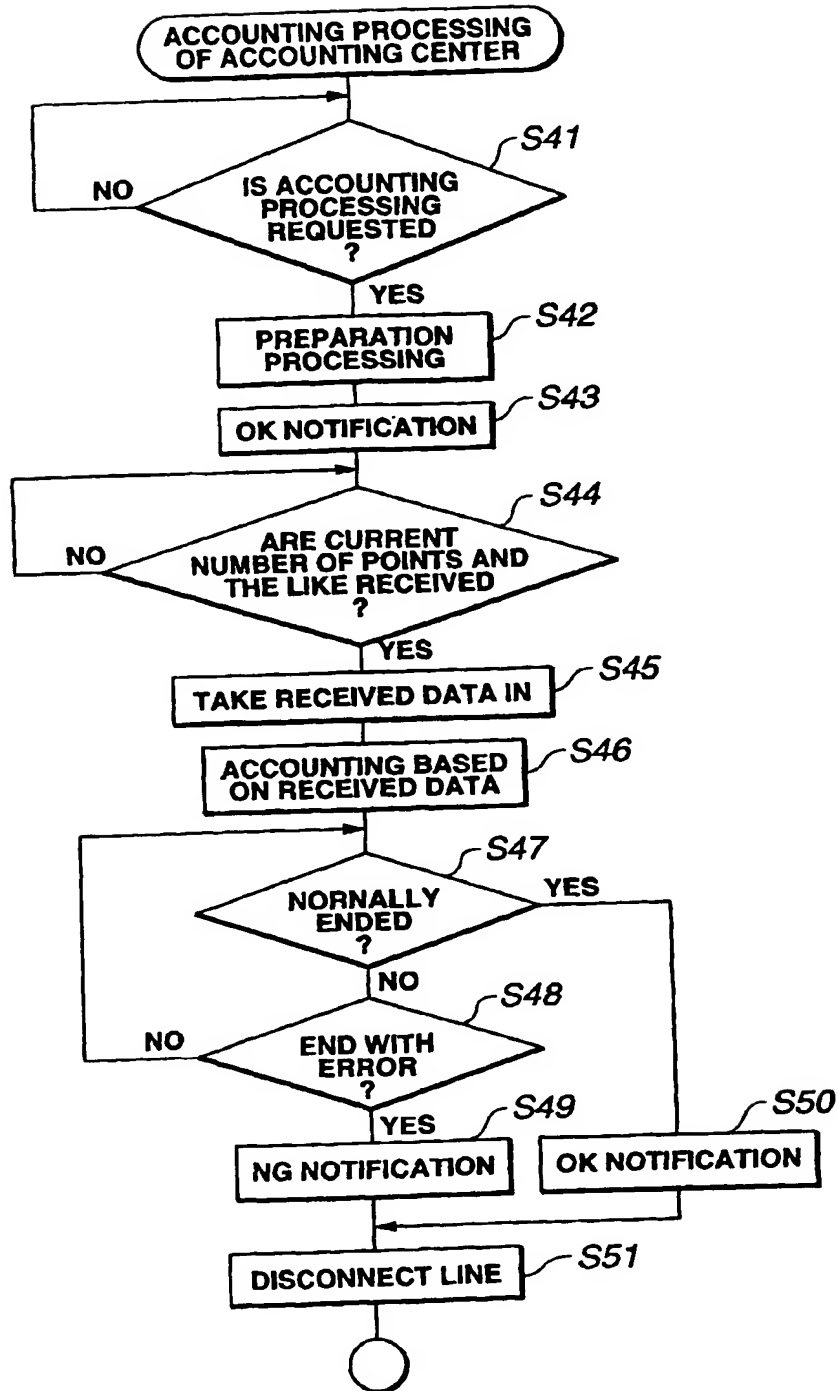 ACCOUNTING PROCESSING
OF ACCOUNTING CENTER
S41
NO
IS ACCOUNTING
PROCESSING
REQUESTED
?
YES
S42
PREPARATION
PROCESSING
S43
OK NOTIFICATION
S44
NO
ARE CURRENT
NUMBER OF POINTS AND
THE LIKE RECEIVED
?
YES
S45
TAKE RECEIVED DATA IN
S46
ACCOUNTING BASED
ON RECEIVED DATA
S47
YES
NORNALLY
ENDED
?
NO
S48
NO
END WITH
ERROR
?
YES
S49
NG NOTIFICATION
S50
OK NOTIFICATION
S51
DISCONNECT LINE